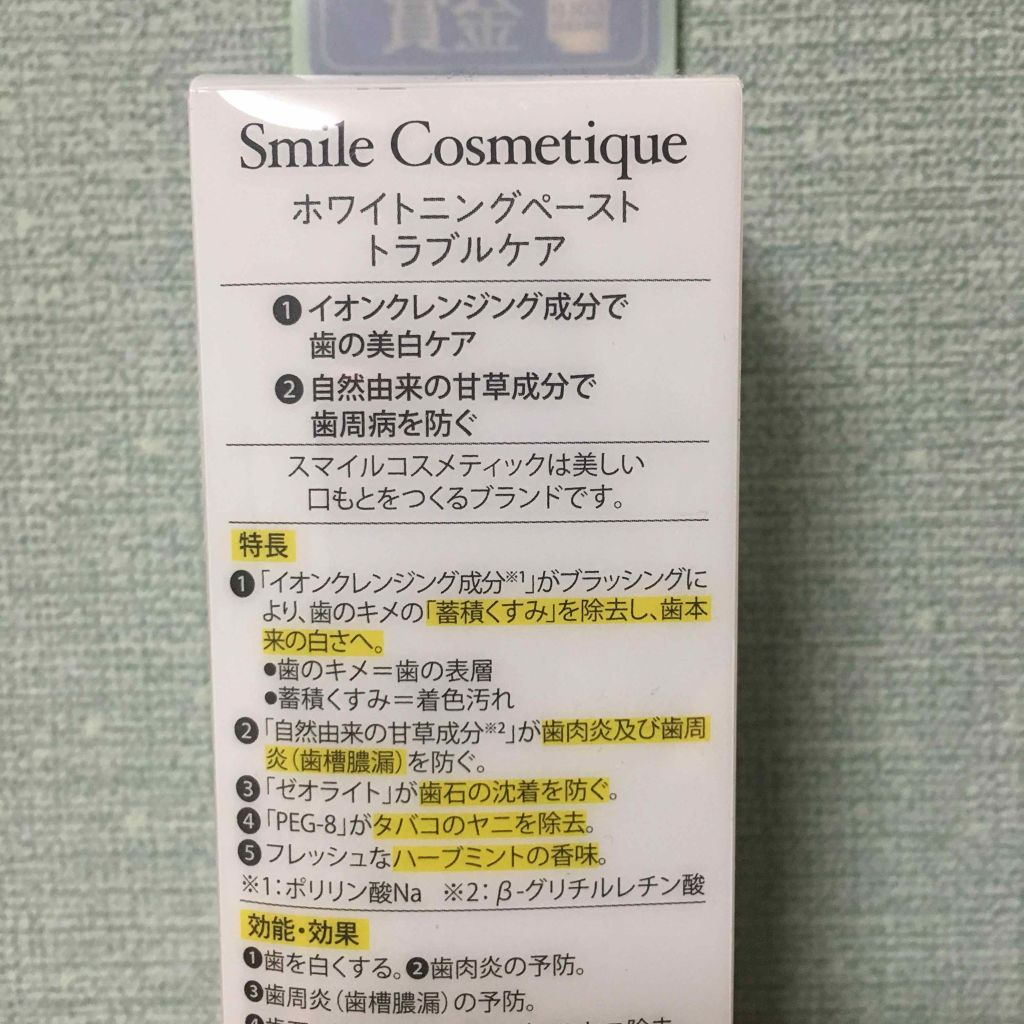 金賞
Smile Cosmetique
ホワイトニングペースト
トラブルケア
❶イオンクレンジング成分で
歯の美白ケア
❷自然由来の甘草成分で
歯周病を防ぐ
スマイルコスメティックは美しい
口もとをつくるブランドです。
特長
❶「イオンクレンジング成分※1」がブラッシングに
より、歯のキメの「蓄積くすみ」を除去し、歯本
来の白さへ。
●歯のキメ＝歯の表層
●蓄積くすみ＝着色汚れ
❷「自然由来の甘草成分※2」が歯肉炎及び歯周
炎（歯槽膿漏）を防ぐ。
❸「ゼオライト」が歯石の沈着を防ぐ。
❹「PEG-8」がタバコのヤニを除去。
❺フレッシュなハーブミントの香味。
※1：ポリリン酸Na ※2：β-グリチルレチン酸
効能・効果
❶歯を白くする。❷歯肉炎の予防。
❸歯周炎（歯槽膿漏）の予防。